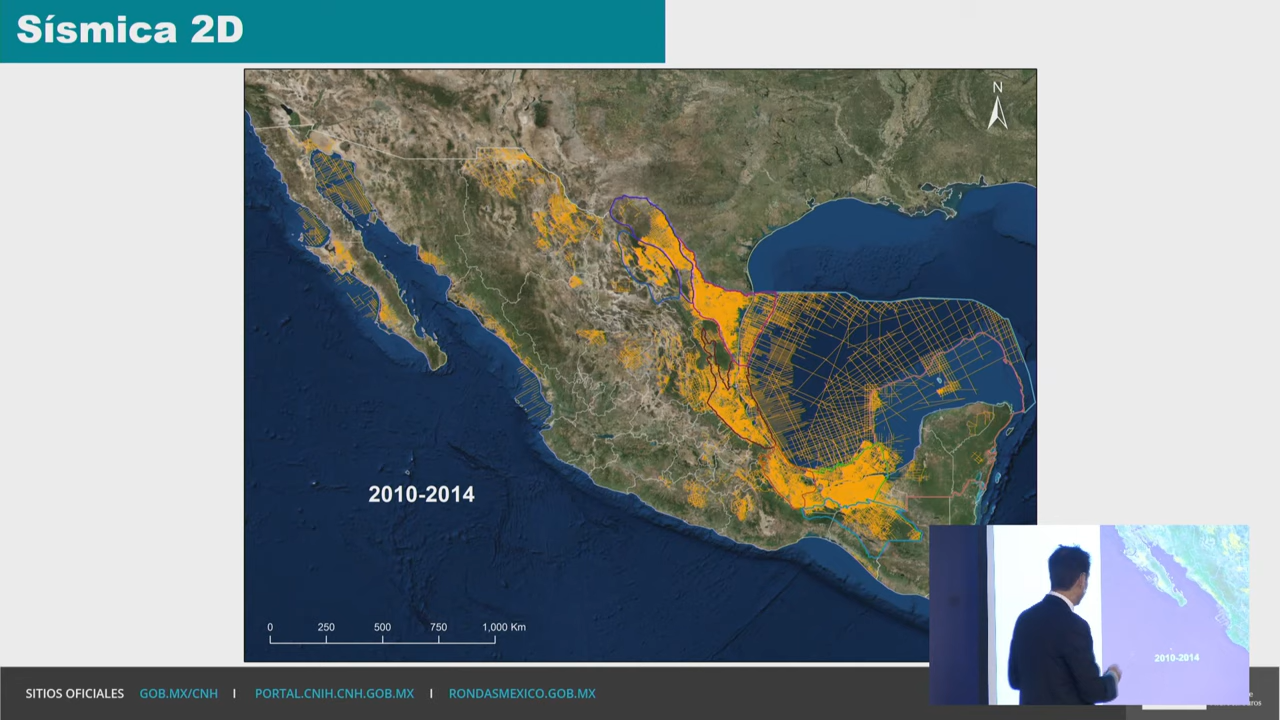 Sísmica 2D
N
2010-2014
0 250 500 750 1,000 Km
2010-2014
SITIOS OFICIALES GOB.MX/CNH I PORTAL.CNIH.CNH.GOB.MX I RONDASMEXICO.GOB.MX